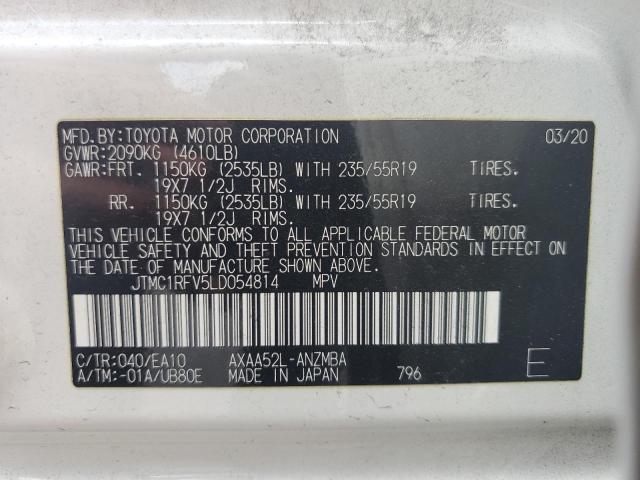 MFD.BY:TOYOTA MOTOR CORPORATION 03/20
GVWR:2090KG (4610LB)
GAWR:FRT. 1150KG (2535LB) WITH 235/55R19 TIRES.
19X7 1/2J RIMS.
RR. 1150KG (2535LB) WITH 235/55R19 TIRES.
19X7 1/2J RIMS.
THIS VEHICLE CONFORMS TO ALL APPLICABLE FEDERAL MOTOR
VEHICLE SAFETY AND THEFT PREVENTION STANDARDS IN EFFECT ON
THE DATE OF MANUFACTURE SHOWN ABOVE.
JTMC1RFV5LD054814 MPV
C/TR:040/EA10 AXAA52L-ANZMBA
A/TM:-01A/UB80E MADE IN JAPAN 796 E